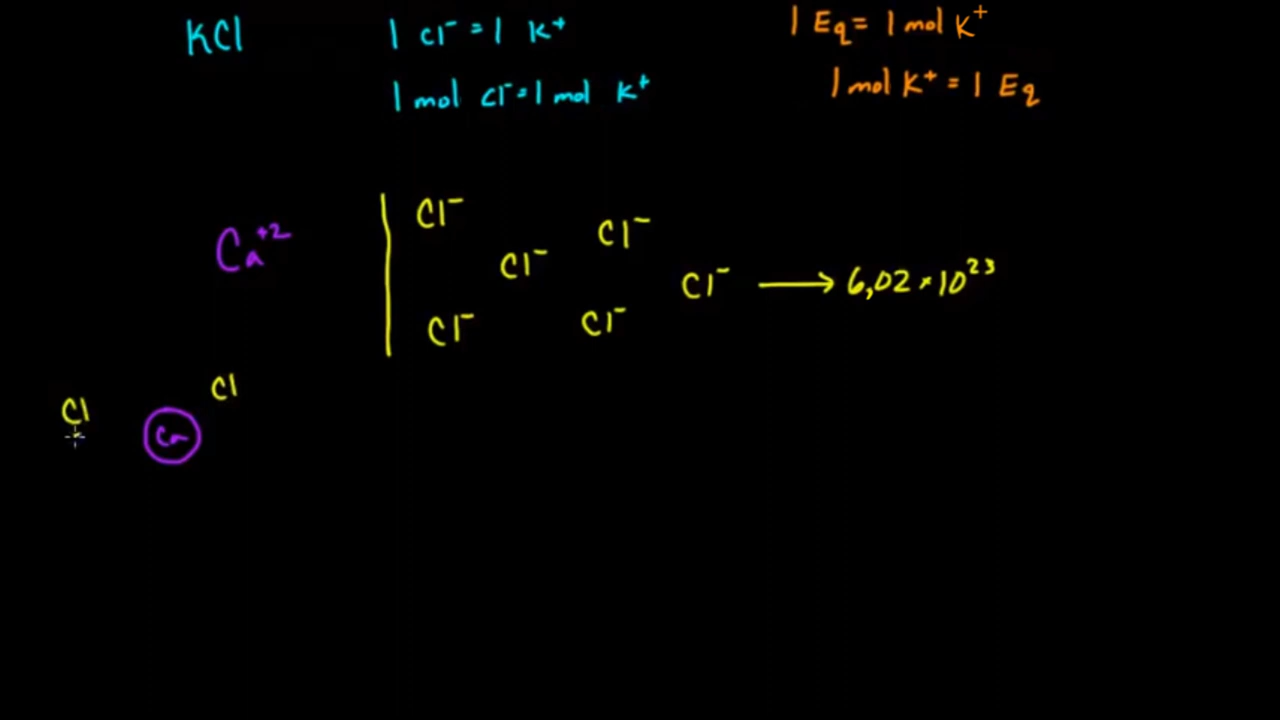 KCl
1 Cl⁻ = 1 K⁺
1 mol Cl⁻ = 1 mol K⁺
1 Eq = 1 mol K⁺
1 mol K⁺ = 1 Eq
Ca⁺²
Cl⁻
Cl⁻
Cl⁻
Cl⁻ → 6,02 × 10²³
Cl⁻
Cl⁻
Cl
Cl
Ca